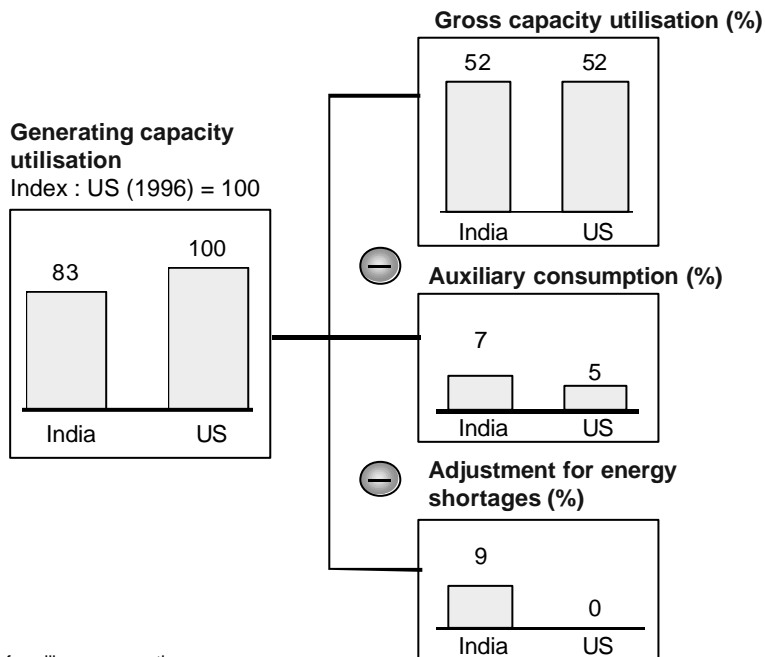 Gross capacity utilisation (%)
52 52
India US
Generating capacity
utilisation
Index : US (1996) = 100
83 100
India US
Auxiliary consumption (%)
7 5
India US
Adjustment for energy
shortages (%)
9 0
India US